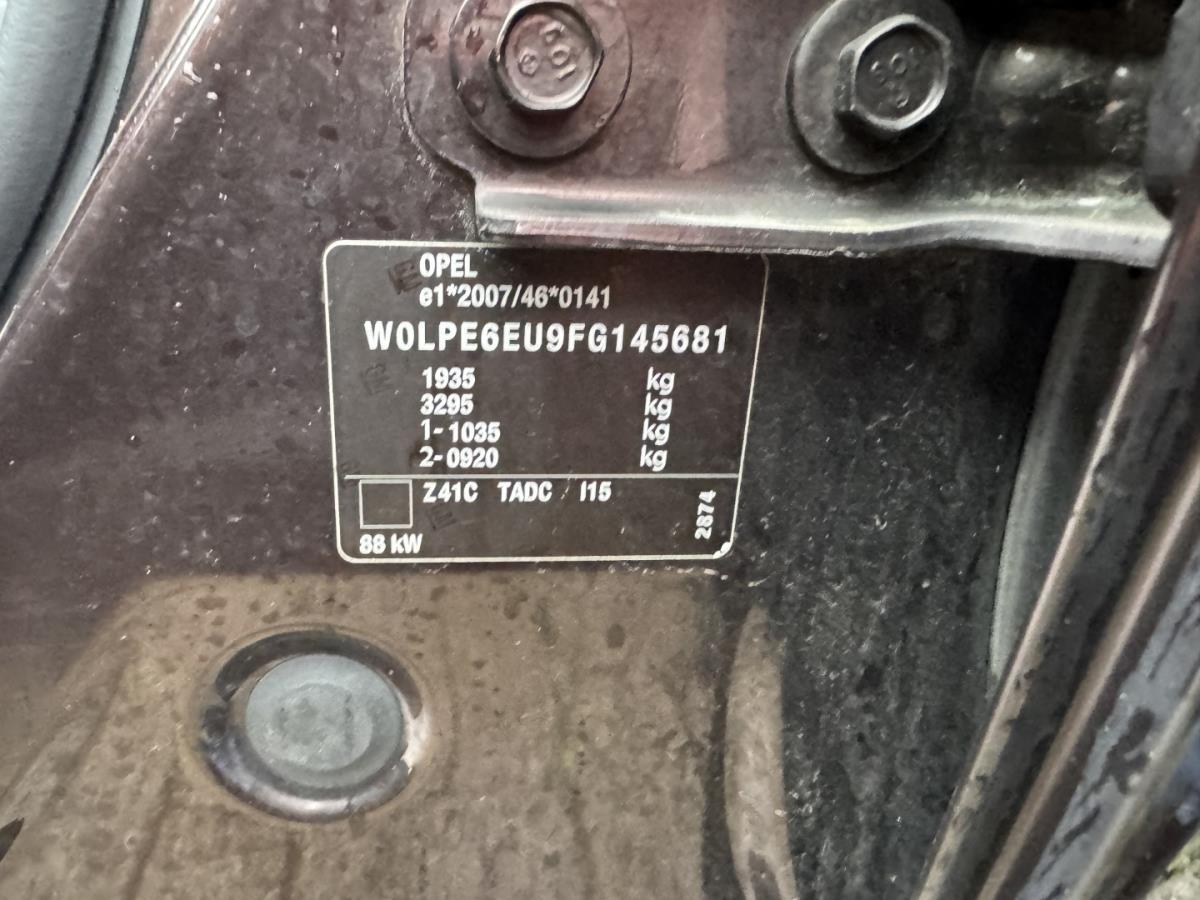 OPEL
e1*2007/46*0141
W0LPE6EU9FG145681
1935 kg
3295 kg
1-1035 kg
2-0920 kg
Z41C TADC / I15
2874
88 kW